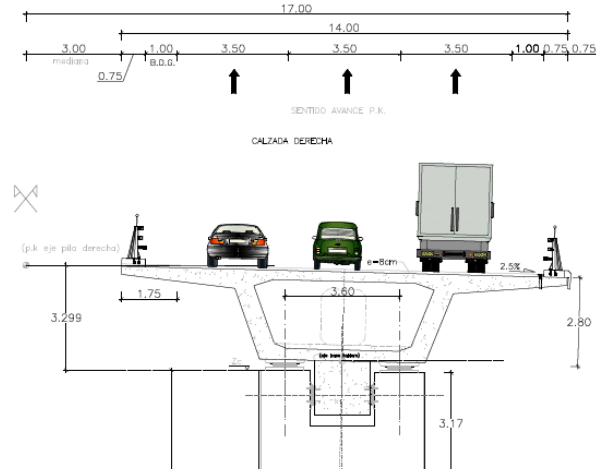 17.00
14.00
3.00 1.00 3.50 3.50 3.50 1.00 0.75 0.75
mediana 0.75 B.D.G.
SENTIDO AVANCE P.K.
CALZADA DERECHA
(p.k eje pila derecha)
e=8cm
2.5%
1.75
3.60
3.299
2.80
3.17